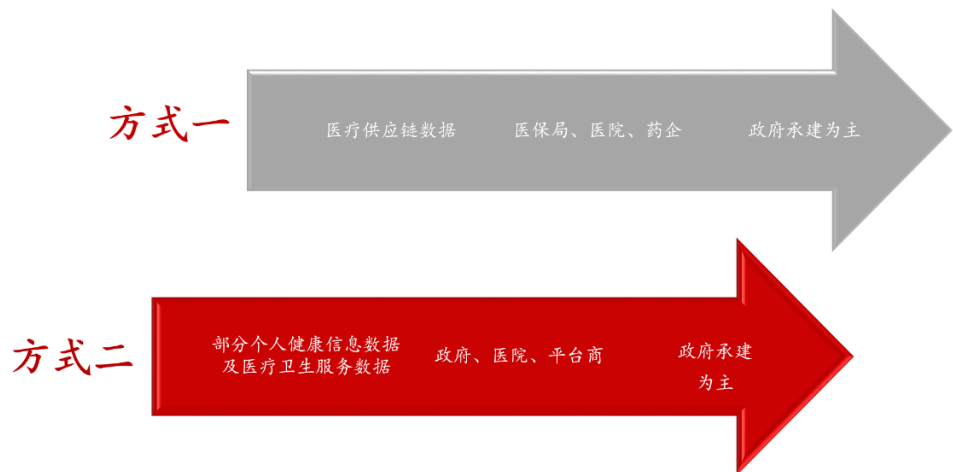 方式一
医疗供应链数据
医保局、医院、药企
政府承建为主
方式二
部分个人健康信息数据
及医疗卫生服务数据
政府、医院、平台商
政府承建
为主